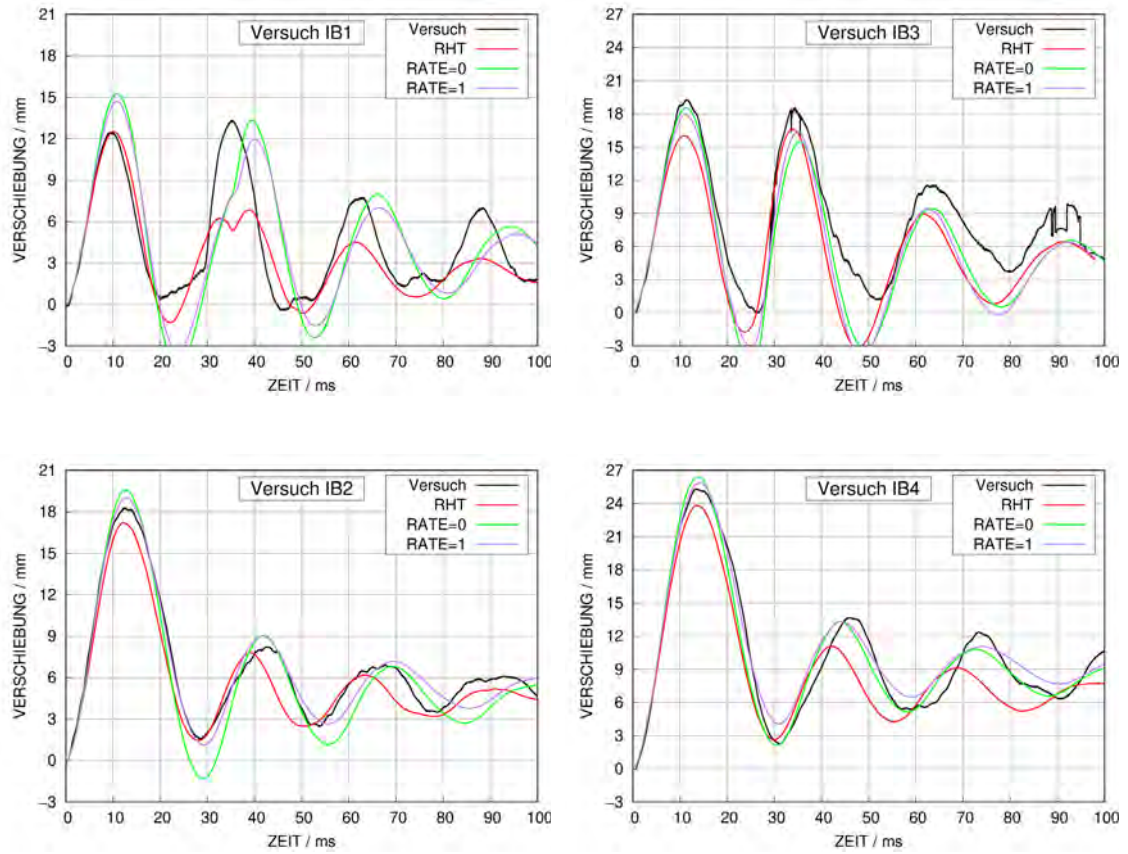 Versuch IB1
Versuch
RHT
RATE=0
RATE=1
VERSCHIEBUNG / mm
21
18
15
12
9
6
3
0
−3
0 10 20 30 40 50 60 70 80 90 100
ZEIT / ms
Versuch IB3
Versuch
RHT
RATE=0
RATE=1
VERSCHIEBUNG / mm
27
24
21
18
15
12
9
6
3
0
−3
0 10 20 30 40 50 60 70 80 90 100
ZEIT / ms
Versuch IB2
Versuch
RHT
RATE=0
RATE=1
VERSCHIEBUNG / mm
21
18
15
12
9
6
3
0
−3
0 10 20 30 40 50 60 70 80 90 100
ZEIT / ms
Versuch IB4
Versuch
RHT
RATE=0
RATE=1
VERSCHIEBUNG / mm
27
24
21
18
15
12
9
6
3
0
−3
0 10 20 30 40 50 60 70 80 90 100
ZEIT / ms